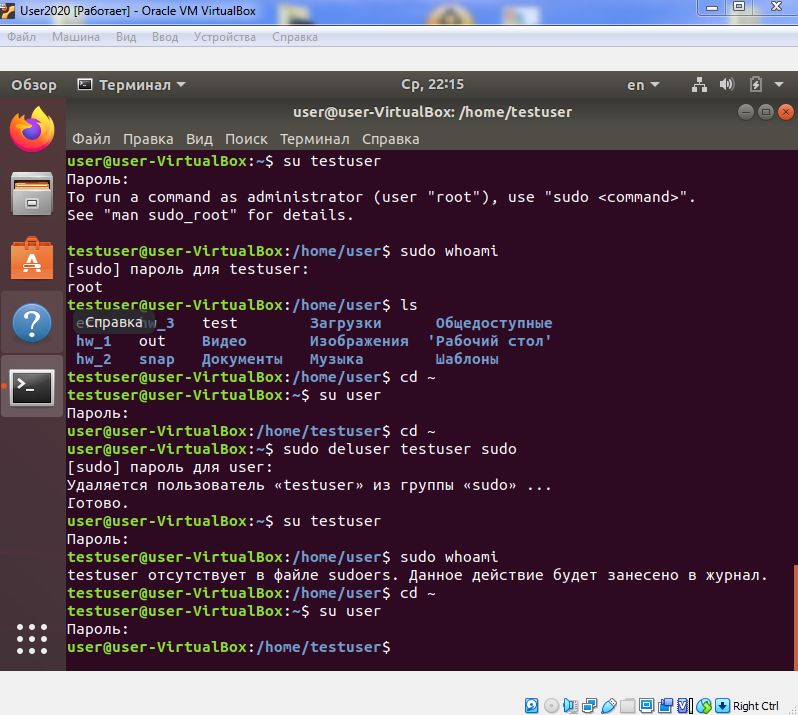 User2020 [Работает] - Oracle VM VirtualBox
Файл Машина Вид Ввод Устройства Справка
Обзор Терминал Ср, 22:15 en
user@user-VirtualBox: /home/testuser
Файл Правка Вид Поиск Терминал Справка
user@user-VirtualBox:~$ su testuser
Пароль:
To run a command as administrator (user "root"), use "sudo <command>".
See "man sudo_root" for details.
testuser@user-VirtualBox:/home/user$ sudo whoami
[sudo] пароль для testuser:
root
testuser@user-VirtualBox:/home/user$ ls
Справка _3 test Загрузки Общедоступные
hw_1 out Видео Изображения 'Рабочий стол'
hw_2 snap Документы Музыка Шаблоны
testuser@user-VirtualBox:/home/user$ cd ~
testuser@user-VirtualBox:~$ su user
Пароль:
user@user-VirtualBox:/home/testuser$ cd ~
user@user-VirtualBox:~$ sudo deluser testuser sudo
[sudo] пароль для user:
Удаляется пользователь «testuser» из группы «sudo» ...
Готово.
user@user-VirtualBox:~$ su testuser
Пароль:
testuser@user-VirtualBox:/home/user$ sudo whoami
testuser отсутствует в файле sudoers. Данное действие будет занесено в журнал.
testuser@user-VirtualBox:/home/user$ cd ~
testuser@user-VirtualBox:~$ su user
Пароль:
user@user-VirtualBox:/home/testuser$
Right Ctrl